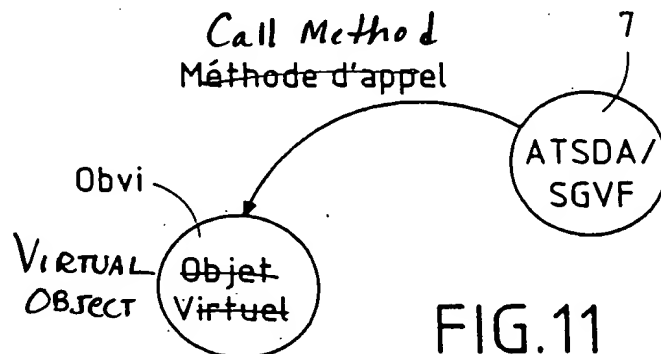 Call Method
Méthode d'appel
7
ATSDA/
SGVF
Obvi
VIRTUAL
OBJECT
Objet
Virtuel
FIG.11